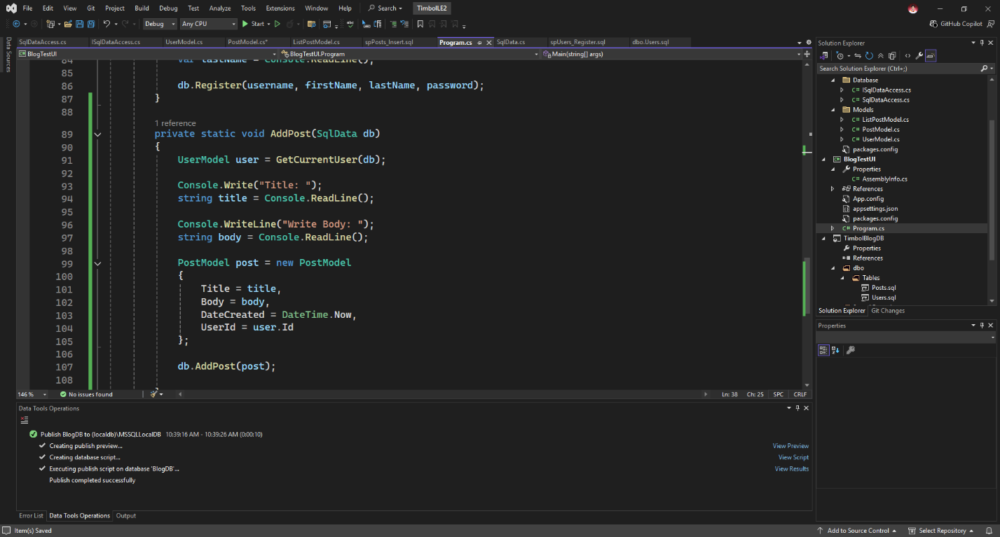 File Edit View Git Project Build Debug Test Analyze Tools Extensions Window Help Search TimbolLE2
Debug Any CPU Start GitHub Copilot
Data Sources
SqlDataAccess.cs ISqlDataAccess.cs UserModel.cs PostModel.cs* ListPostModel.cs spPosts_Insert.sql Program.cs SqlData.cs spUsers_Register.sql dbo.Users.sql
BlogTestUI BlogTestUI.Program Main(string[] args)
84 var lastName = Console.ReadLine();
85
86 db.Register(username, firstName, lastName, password);
87 }
88
1 reference
89 private static void AddPost(SqlData db)
90 {
91 UserModel user = GetCurrentUser(db);
92
93 Console.Write("Title: ");
94 string title = Console.ReadLine();
95
96 Console.WriteLine("Write Body: ");
97 string body = Console.ReadLine();
98
99 PostModel post = new PostModel
100 {
101 Title = title,
102 Body = body,
103 DateCreated = DateTime.Now,
104 UserId = user.Id
105 };
106
107 db.AddPost(post);
108
}
146 % No issues found Ln: 38 Ch: 25 SPC CRLF
Data Tools Operations
Publish BlogDB to (localdb)\MSSQLLocalDB 10:39:16 AM - 10:39:26 AM (0:00:10)
Creating publish preview... View Preview
Creating database script... View Script
Executing publish script on database 'BlogDB'... View Results
Publish completed successfully
Error List Data Tools Operations Output
Solution Explorer
Search Solution Explorer (Ctrl+;)
Database
C# ISqlDataAccess.cs
C# SqlDataAccess.cs
Models
C# ListPostModel.cs
C# PostModel.cs
C# UserModel.cs
packages.config
C# BlogTestUI
Properties
C# AssemblyInfo.cs
References
App.config
appsettings.json
packages.config
C# Program.cs
TimbolBlogDB
Properties
References
dbo
Tables
Posts.sql
Users.sql
Solution Explorer Git Changes
Properties
Item(s) Saved Add to Source Control Select Repository